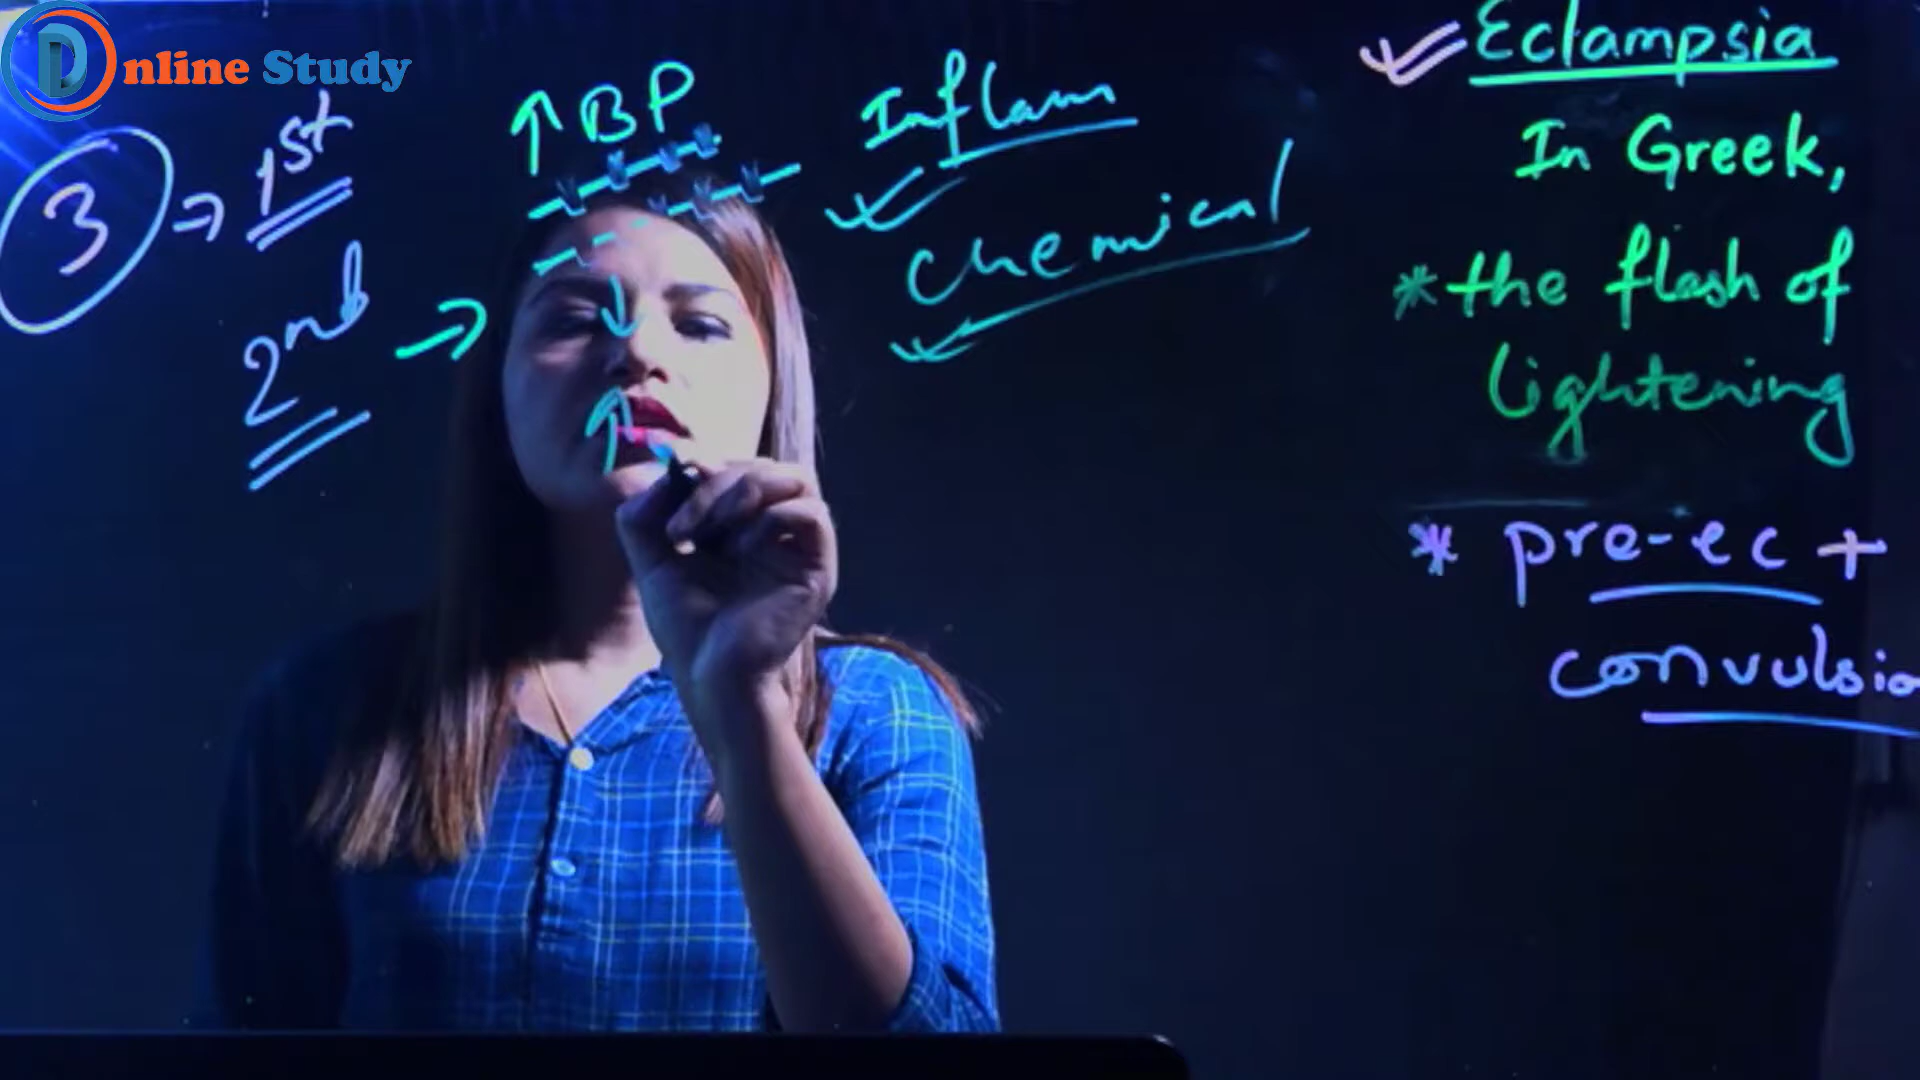 Online Study
3 → 1st
2nd →
↑ BP
↓
↑
Inflam
Chemical
Eclampsia
In Greek,
* the flash of
lightening
* pre-ec +
convulsio